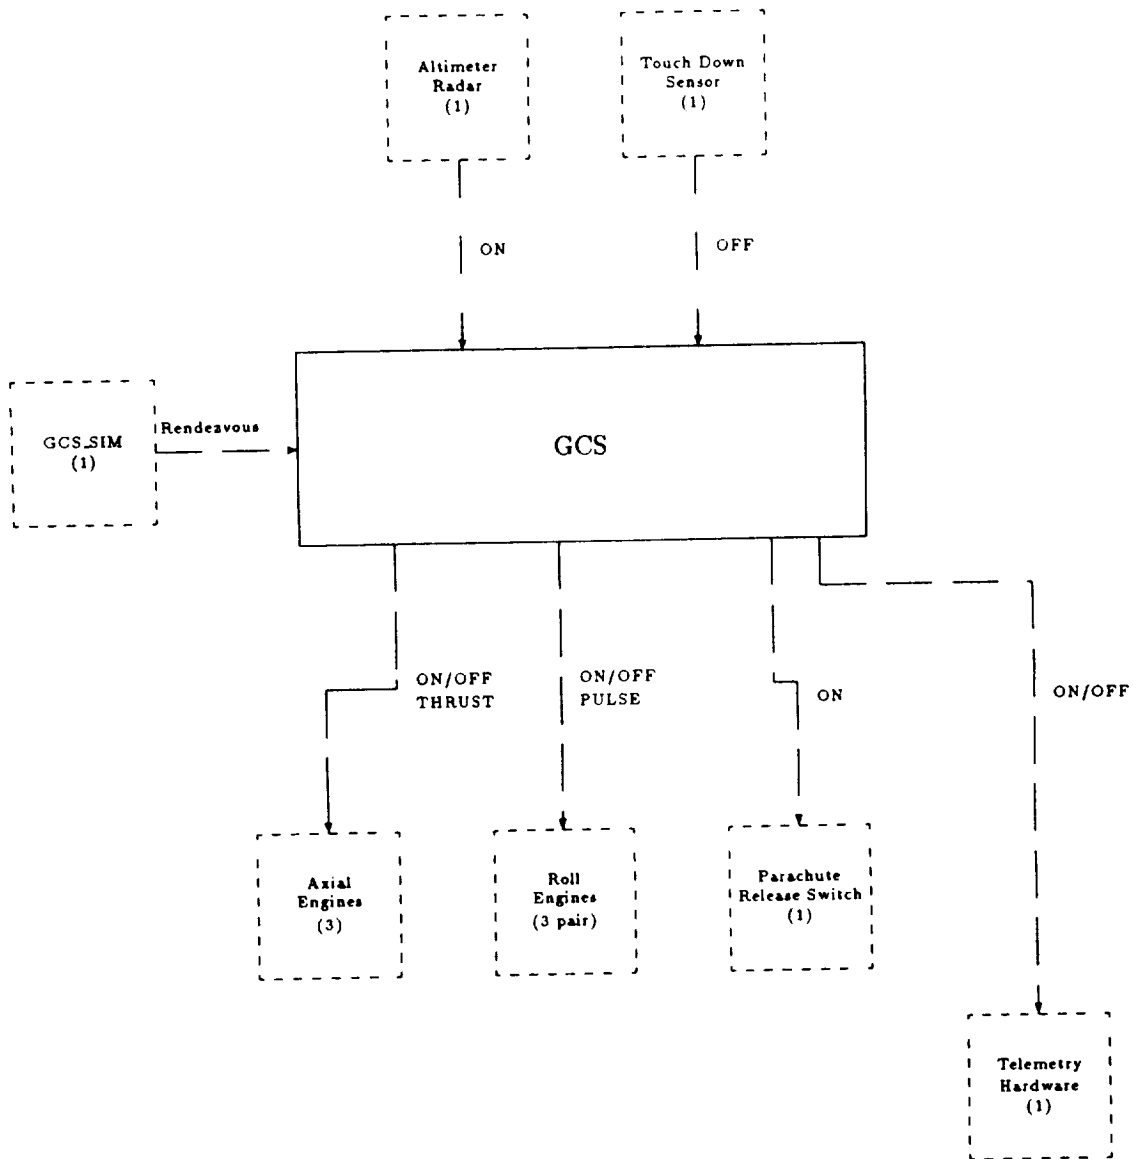 Altimeter
Radar
(1)
Touch Down
Sensor
(1)
ON
OFF
GCS_SIM
(1)
Rendeavous
GCS
ON/OFF
THRUST
ON/OFF
PULSE
ON
ON/OFF
Axial
Engines
(3)
Roll
Engines
(3 pair)
Parachute
Release Switch
(1)
Telemetry
Hardware
(1)